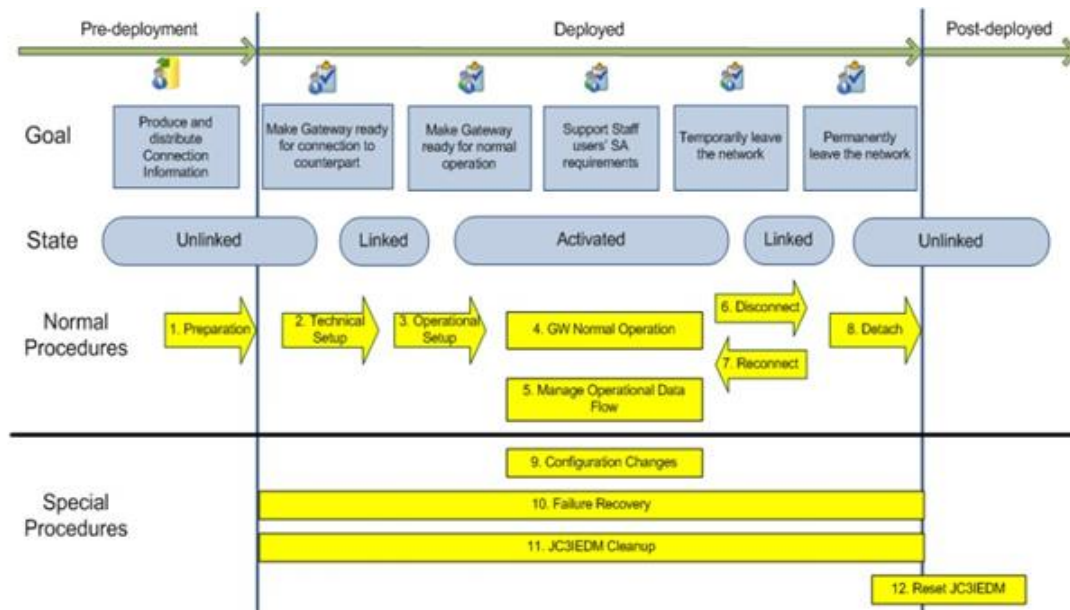 Pre-deployment
Deployed
Post-deployed
Goal
Produce and
distribute
Connection
Information
Make Gateway ready
for connection to
counterpart
Make Gateway
ready for normal
operation
Support Staff
users' SA
requirements
Temporarily leave
the network
Permanently
leave the network
State
Unlinked
Linked
Activated
Linked
Unlinked
Normal
Procedures
1. Preparation
2. Technical
Setup
3. Operational
Setup
4. GW Normal Operation
5. Manage Operational Data
Flow
6. Disconnect
7. Reconnect
8. Detach
Special
Procedures
9. Configuration Changes
10. Failure Recovery
11. JC3IEDM Cleanup
12. Reset JC3IEDM